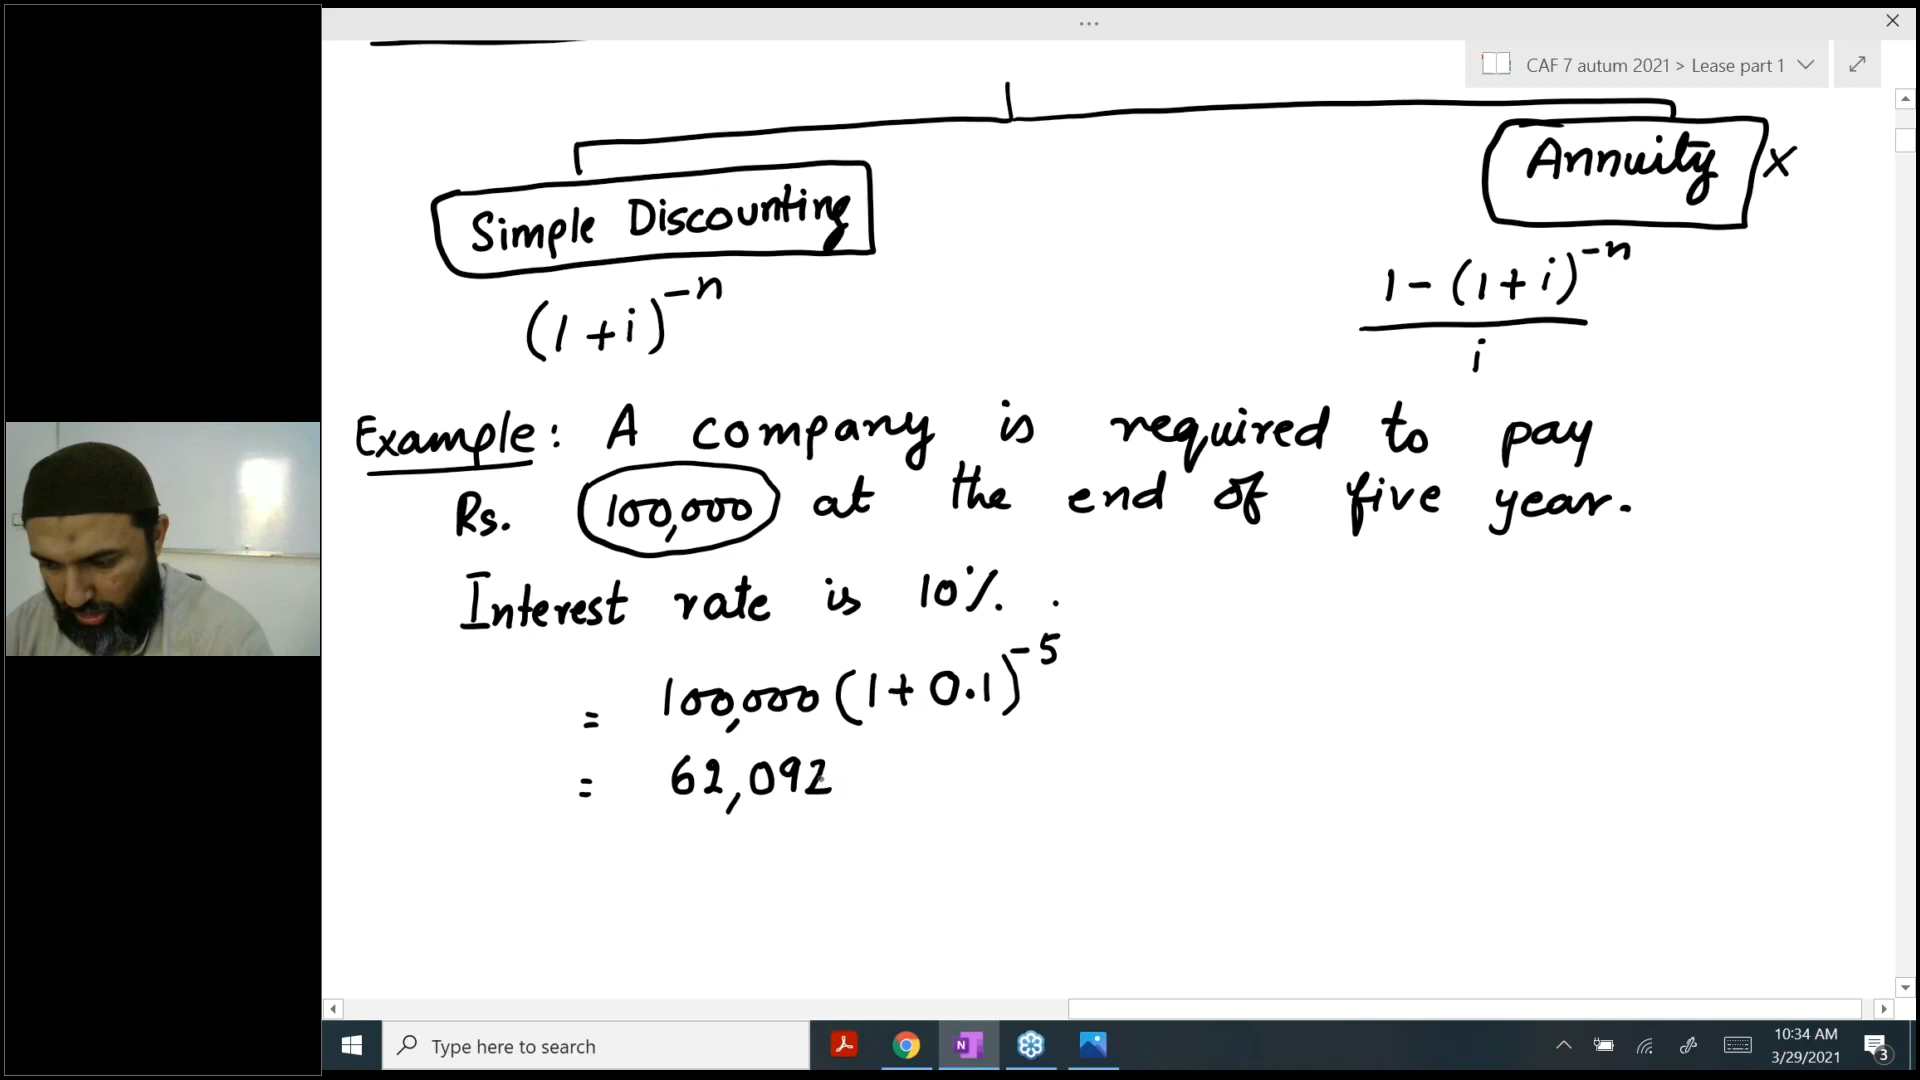 CAF 7 autum 2021 > Lease part 1
Simple Discounting
Annuity X
(1+i)^-n
1-(1+i)^-n
i
Example: A company is required to pay
Rs. 100,000 at the end of five year.
Interest rate is 10%.
= 100,000 (1+0.1)^-5
= 62,092
Type here to search
N
10:34 AM
3/29/2021
3